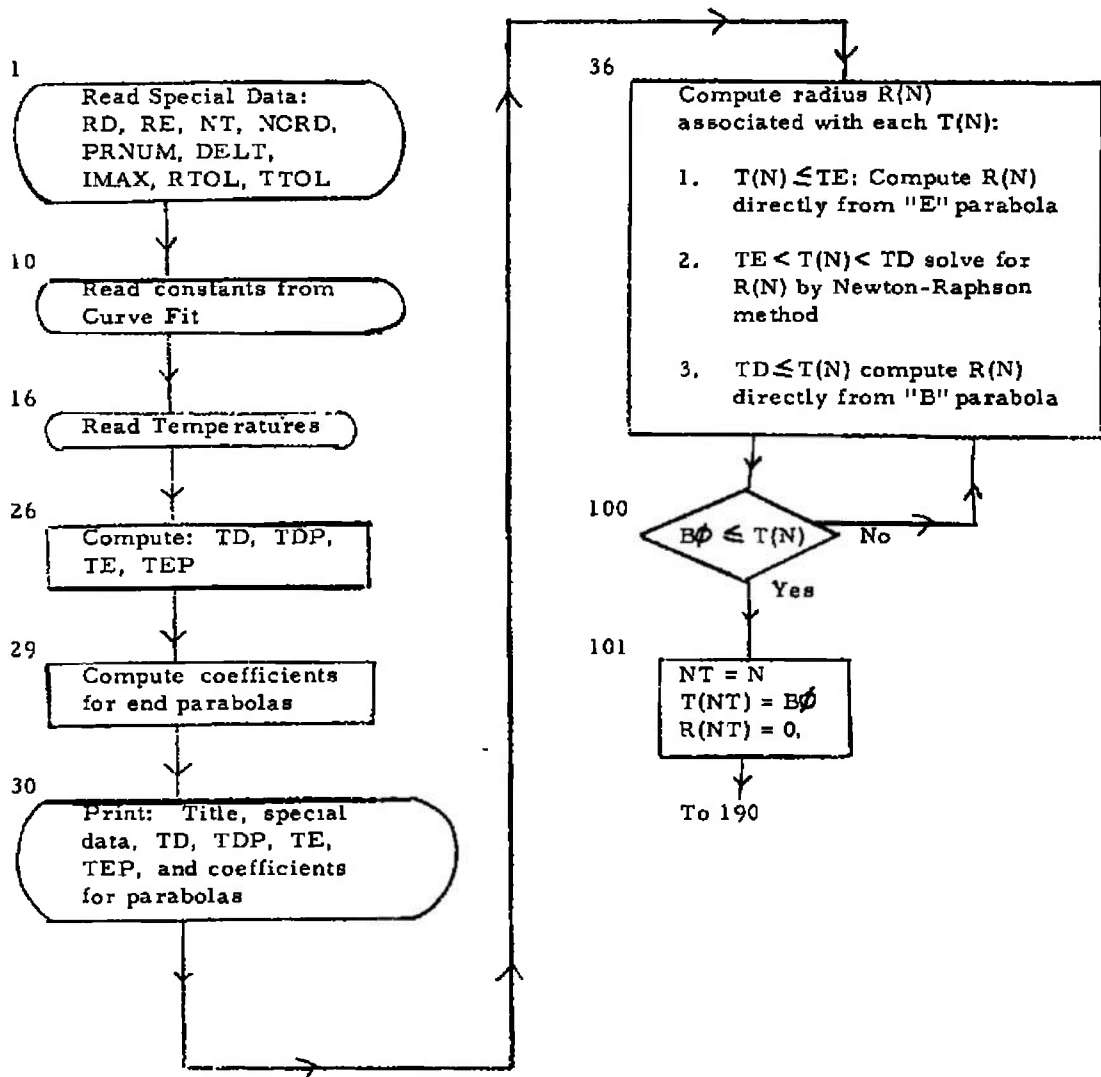 1
Read Special Data:
RD, RE, NT, NORD,
PRNUM, DELT,
IMAX, RTOL, TTOL
10
Read constants from
Curve Fit
16
Read Temperatures
26
Compute: TD, TDP,
TE, TEP
29
Compute coefficients
for end parabolas
30
Print: Title, special
data, TD, TDP, TE,
TEP, and coefficients
for parabolas
36
Compute radius R(N)
associated with each T(N):
1. T(N) ≤ TE: Compute R(N)
directly from "E" parabola
2. TE < T(N) < TD solve for
R(N) by Newton-Raphson
method
3. TD ≤ T(N) compute R(N)
directly from "B" parabola
100
BØ ≤ T(N)
No
Yes
101
NT = N
T(NT) = BØ
R(NT) = 0.
To 190